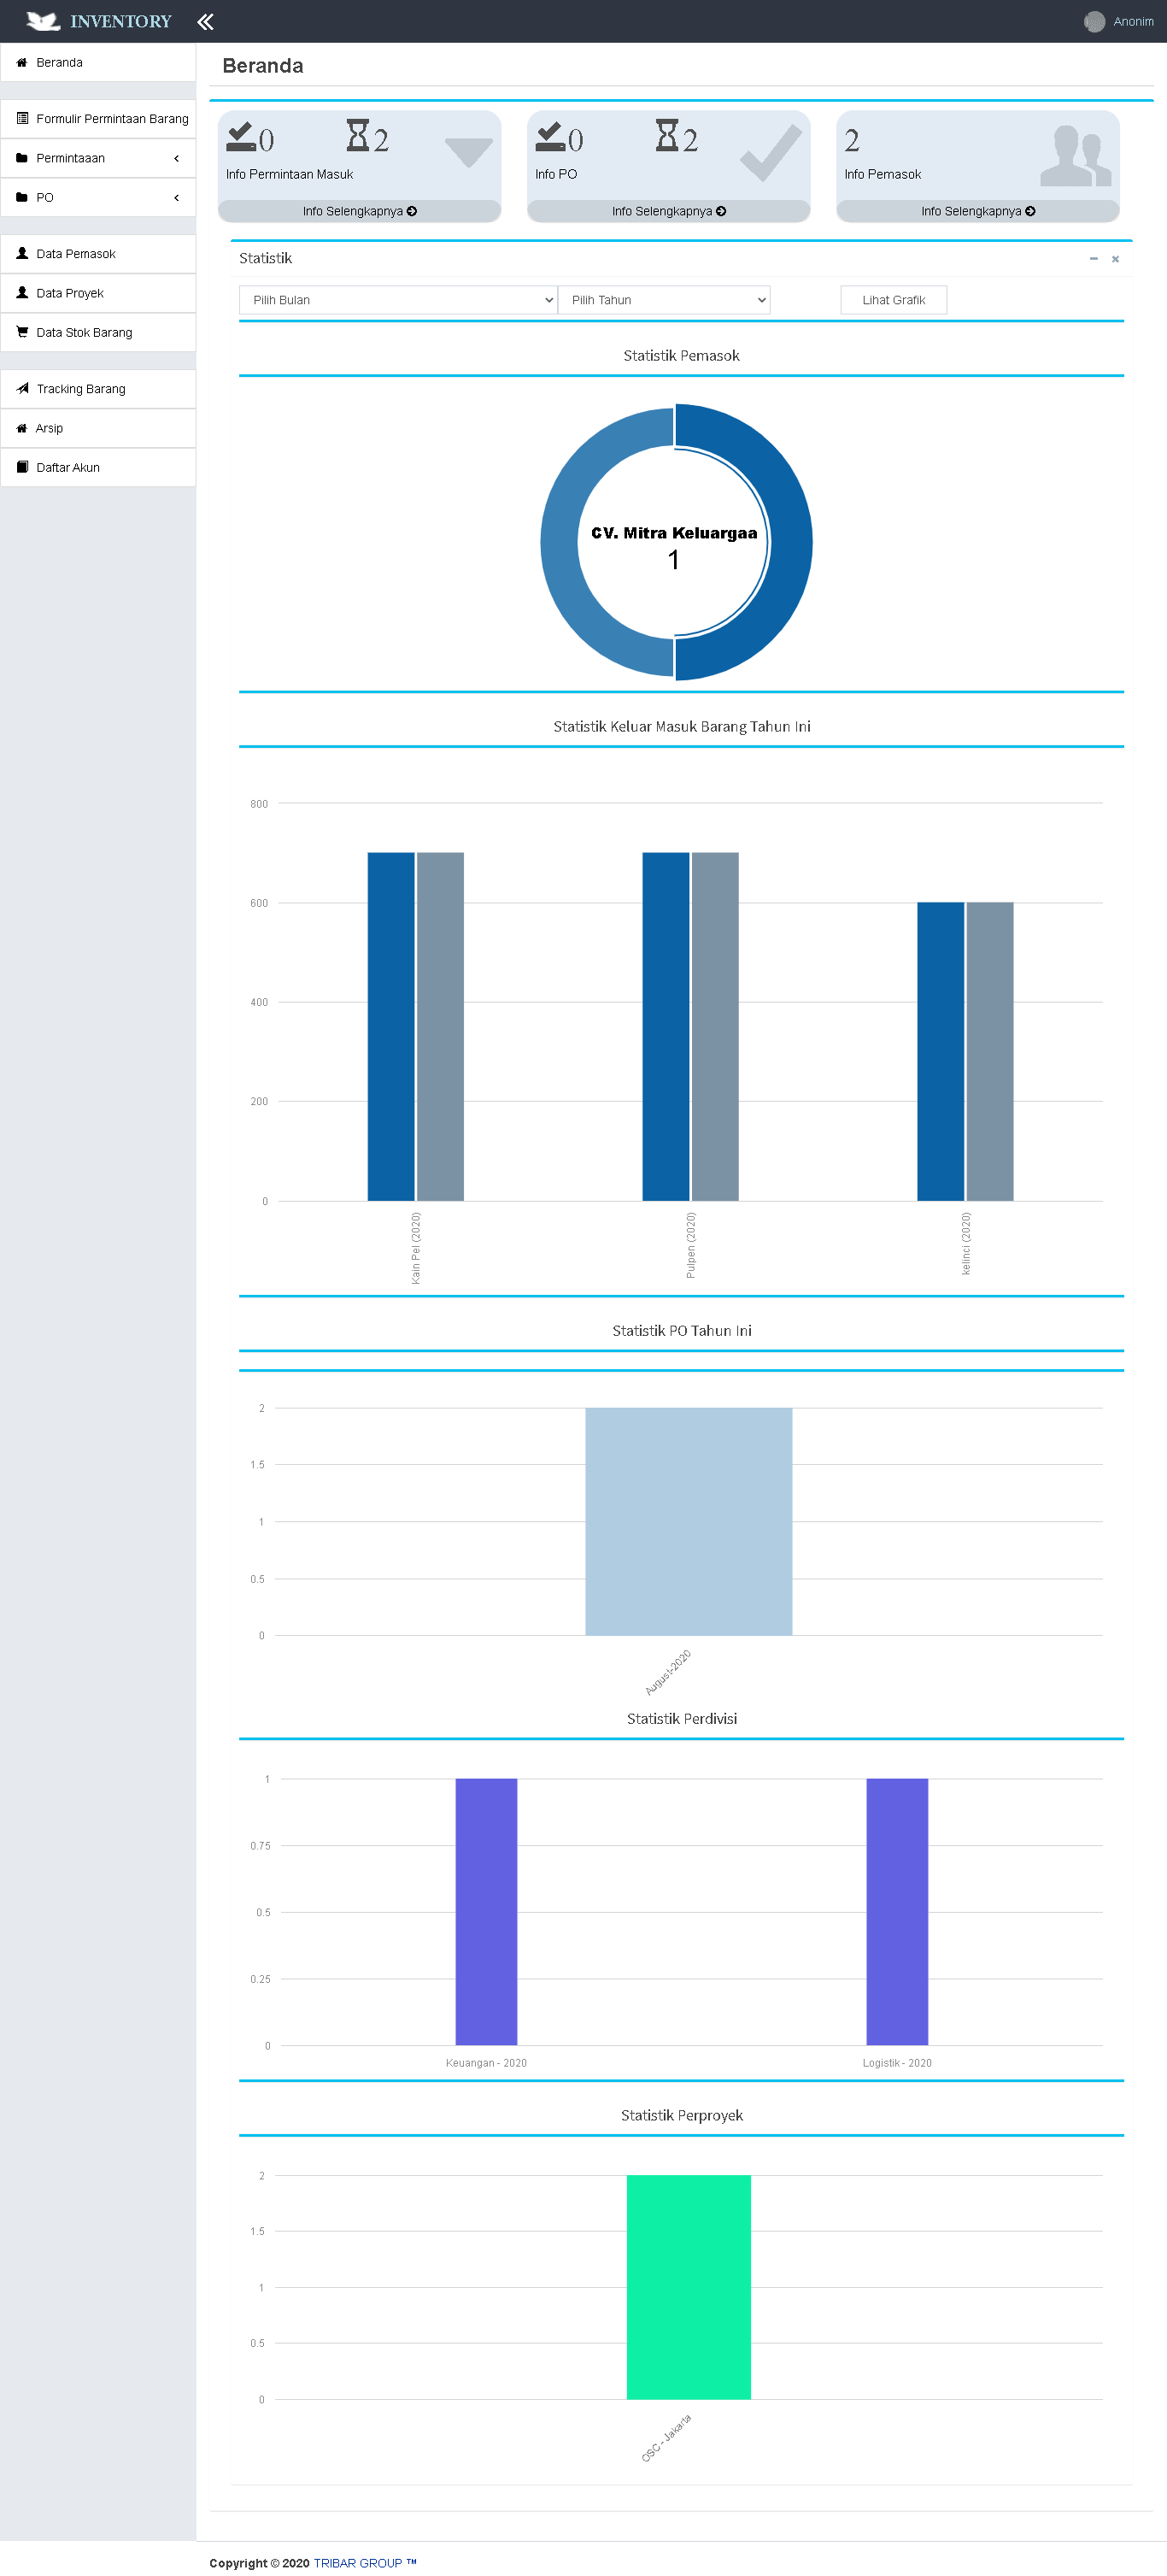 INVENTORY
Anonim
Beranda
Formulir Permintaan Barang
Permintaaan
PO
Data Pemasok
Data Proyek
Data Stok Barang
Tracking Barang
Arsip
Daftar Akun
Beranda
0 2
Info Permintaan Masuk
Info Selengkapnya
0 2
Info PO
Info Selengkapnya
2
Info Pemasok
Info Selengkapnya
Statistik
Pilih Bulan Pilih Tahun Lihat Grafik
Statistik Pemasok
CV. Mitra Keluargaa
1
Statistik Keluar Masuk Barang Tahun Ini
800
600
400
200
0
Kain Pel (2020) Pulpen (2020) kelinci (2020)
Statistik PO Tahun Ini
2
1.5
1
0.5
0
August-2020
Statistik Perdivisi
1
0.75
0.5
0.25
0
Keuangan - 2020 Logistik - 2020
Statistik Perproyek
2
1.5
1
0.5
0
OSC - Jakarta
Copyright © 2020 TRIBAR GROUP ™